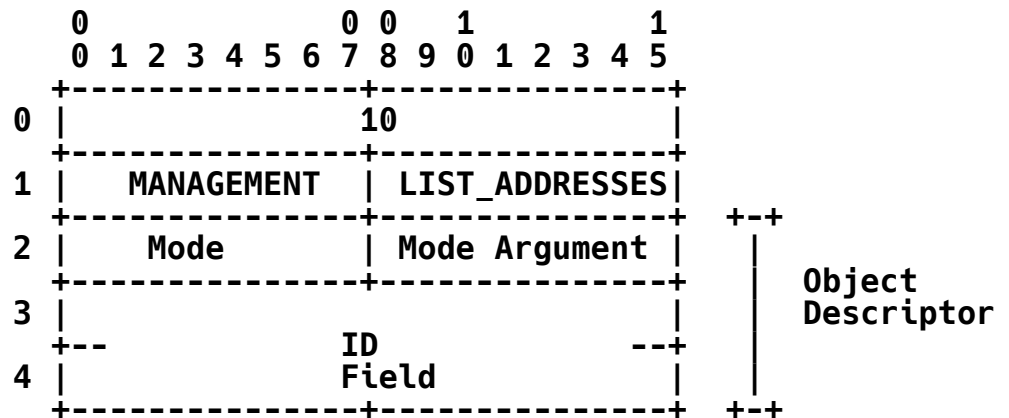 0             0 0   1         1
    0 1 2 3 4 5 6 7 8 9 0 1 2 3 4 5
   +---------------+---------------+
0  |               10              |
   +---------------+---------------+
1  |   MANAGEMENT  | LIST_ADDRESSES|
   +---------------+---------------+  +-+
2  |    Mode       | Mode Argument |   |
   +---------------+---------------+   |  Object
3  |                               |   |  Descriptor
   +--            ID             --+   |
4  |              Field            |   |
   +---------------+---------------+  +-+